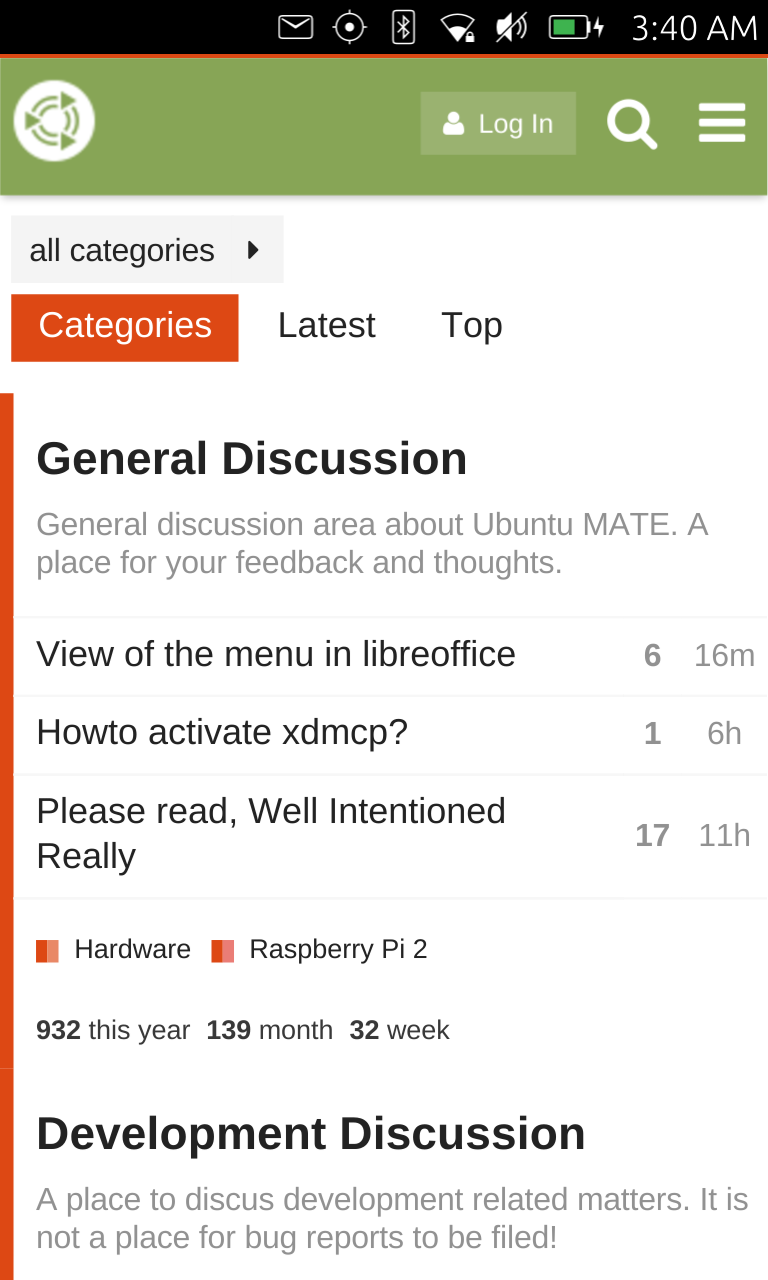 3:40 AM
Log In
all categories
Categories Latest Top
General Discussion
General discussion area about Ubuntu MATE. A
place for your feedback and thoughts.
View of the menu in libreoffice 6 16m
Howto activate xdmcp? 1 6h
Please read, Well Intentioned
Really 17 11h
Hardware Raspberry Pi 2
932 this year 139 month 32 week
Development Discussion
A place to discus development related matters. It is
not a place for bug reports to be filed!